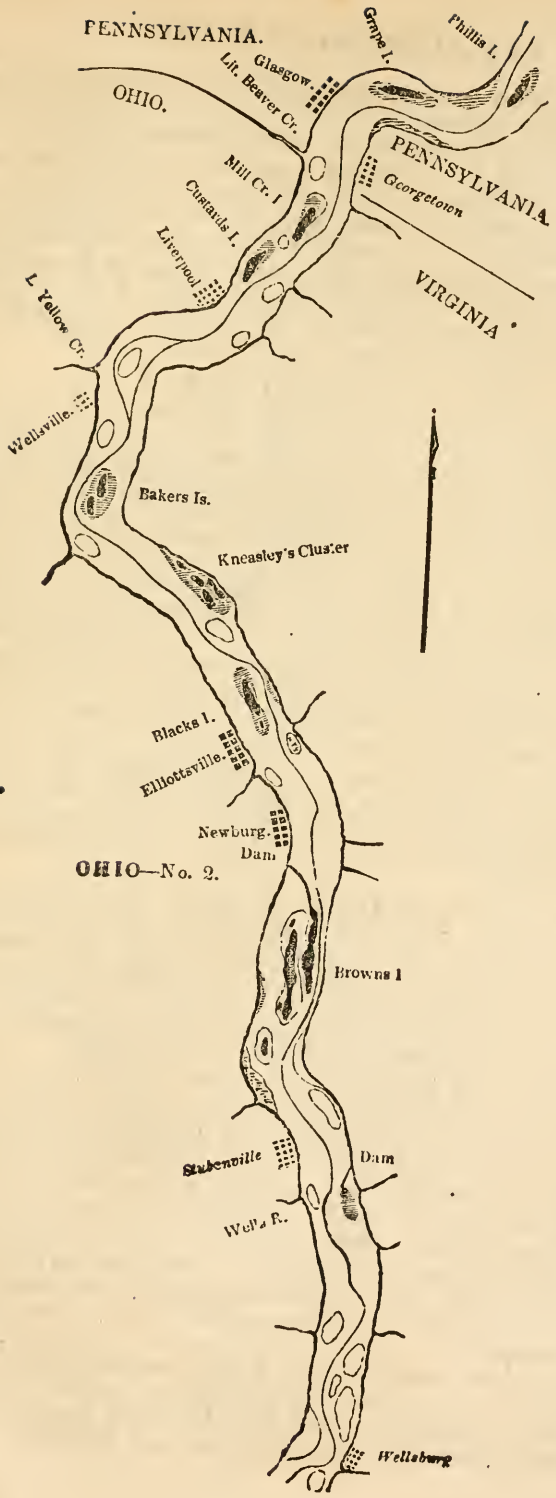 PENNSYLVANIA.
Grape I.
Phillis I.
Glasgow.
Lit. Beaver Cr.
OHIO.
PENNSYLVANIA.
Mill Cr. I
Georgetown
Custards I.
Liverpool
VIRGINIA
L. Yellow Cr.
Wellsville.
Bakers Is.
Kneasley's Cluster
Blacks I.
Elliottsville.
Newburg.
Dam
OHIO—No. 2.
Browns I
Stubenville
Dam
Wells R.
Wellsburg